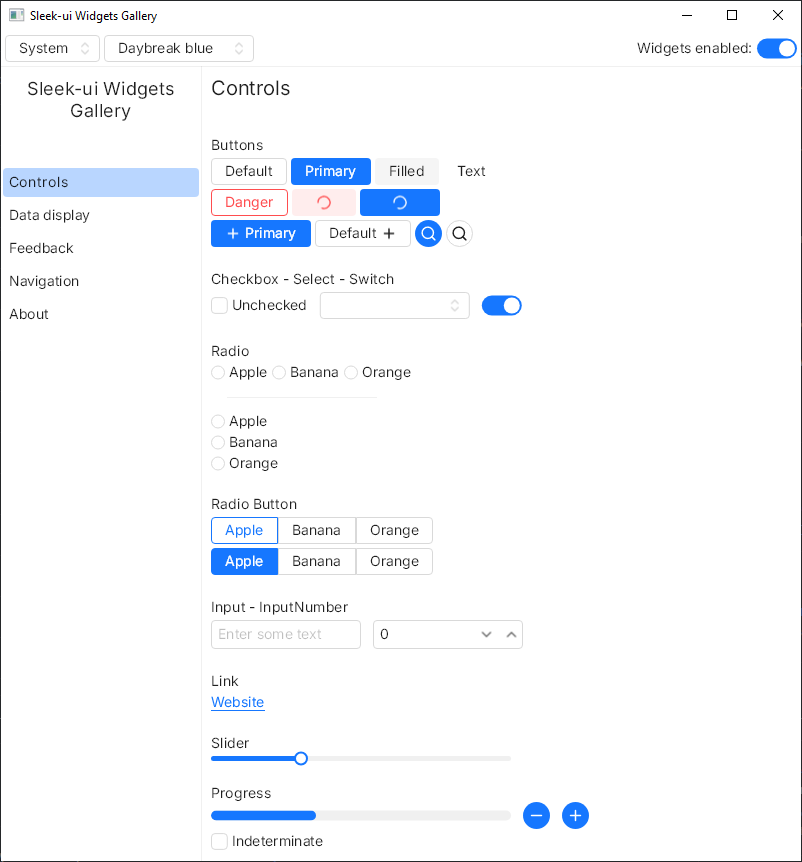 Sleek-ui Widgets Gallery
System Daybreak blue Widgets enabled:
Sleek-ui Widgets
Gallery
Controls
Data display
Feedback
Navigation
About
Controls
Buttons
Default Primary Filled Text
Danger
Primary Default
Checkbox - Select - Switch
Unchecked
Radio
Apple Banana Orange
Apple
Banana
Orange
Radio Button
Apple Banana Orange
Apple Banana Orange
Input - InputNumber
Enter some text 0
Link
Website
Slider
Progress
Indeterminate